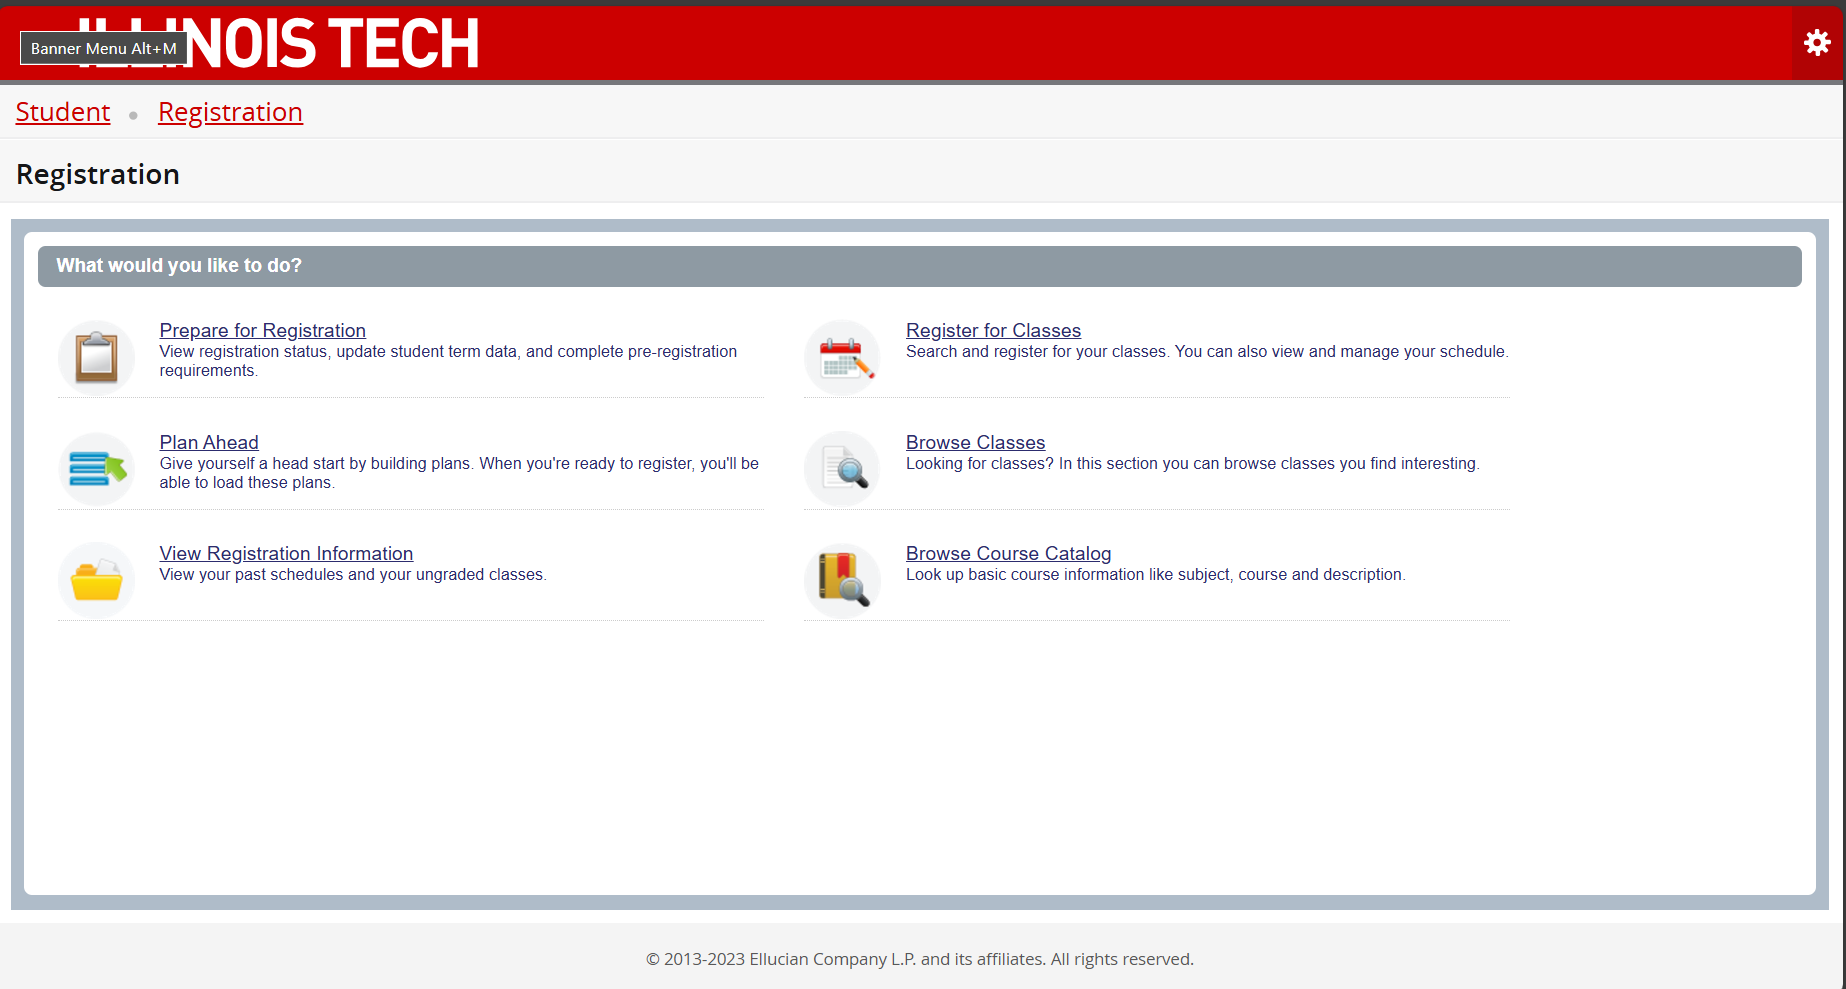 ILLINOIS TECH
Banner Menu Alt+M
Student • Registration
Registration
What would you like to do?
Prepare for Registration
View registration status, update student term data, and complete pre-registration
requirements.
Register for Classes
Search and register for your classes. You can also view and manage your schedule.
Plan Ahead
Give yourself a head start by building plans. When you're ready to register, you'll be
able to load these plans.
Browse Classes
Looking for classes? In this section you can browse classes you find interesting.
View Registration Information
View your past schedules and your ungraded classes.
Browse Course Catalog
Look up basic course information like subject, course and description.
© 2013-2023 Ellucian Company L.P. and its affiliates. All rights reserved.